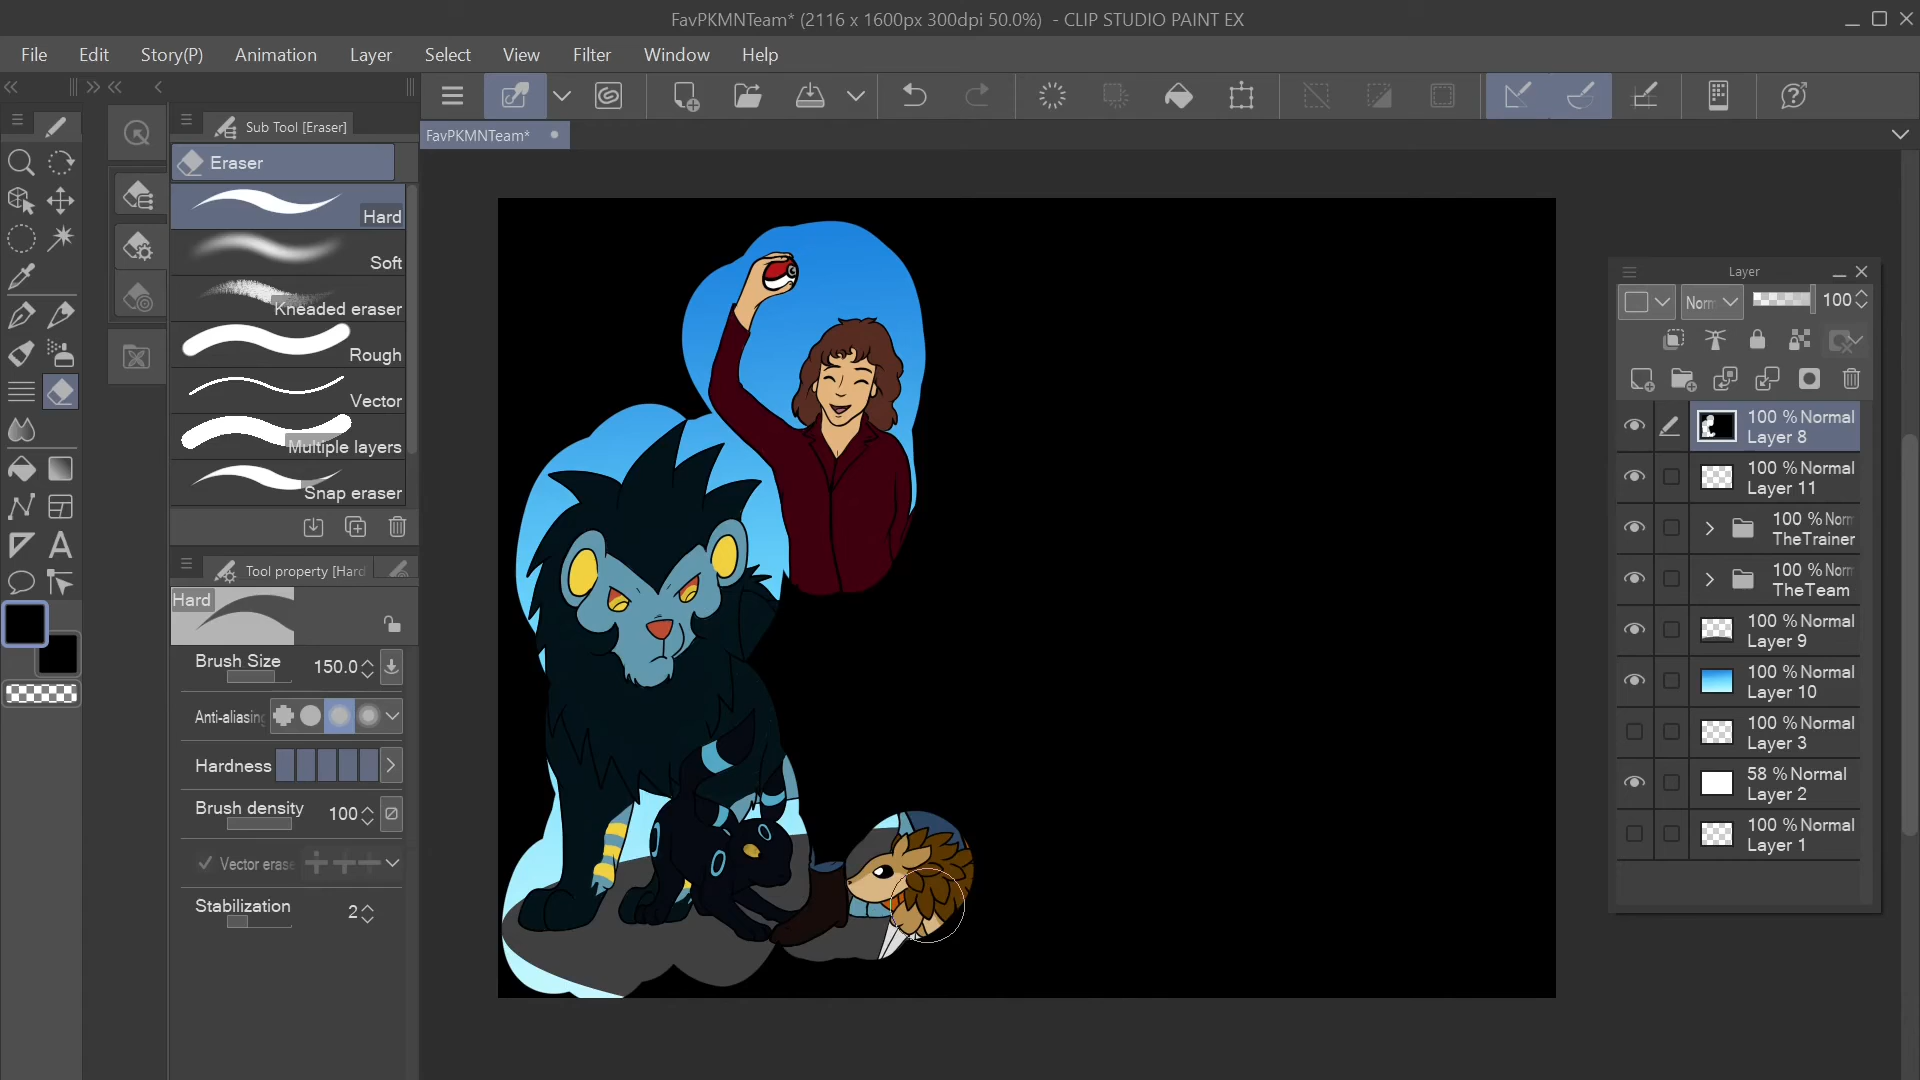 FavPKMNTeam* (2116 x 1600px 300dpi 50.0%) - CLIP STUDIO PAINT EX
File Edit Story(P) Animation Layer Select View Filter Window Help
Sub Tool [Eraser]
FavPKMNTeam*
Eraser
Hard
Soft
Kneaded eraser
Rough
Vector
Multiple layers
Snap eraser
Tool property [Hard
Hard
Brush Size 150.0
Anti-aliasing
Hardness
Brush density 100
Vector erase
Stabilization 2
Layer
Norm 100
100 % Normal
Layer 8
100 % Normal
Layer 11
100 % Norm
TheTrainer
100 % Norm
TheTeam
100 % Normal
Layer 9
100 % Normal
Layer 10
100 % Normal
Layer 3
58 % Normal
Layer 2
100 % Normal
Layer 1